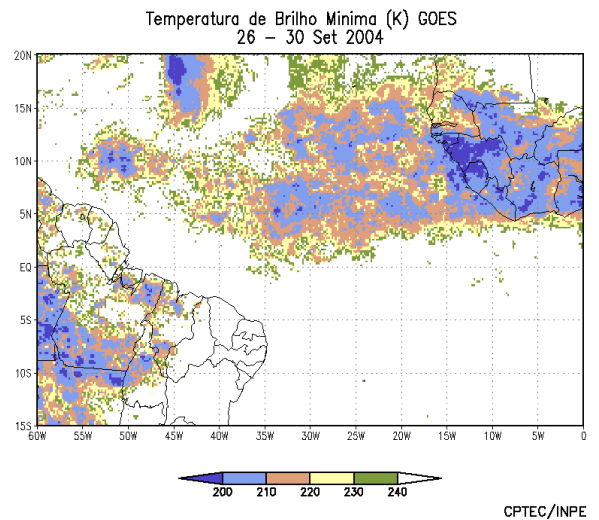 Temperatura de Brilho Minima (K) GOES
26 – 30 Set 2004
20N
15N
10N
5N
EQ
5S
10S
15S
60W 55W 50W 45W 40W 35W 30W 25W 20W 15W 10W 5W 0
200 210 220 230 240
CPTEC/INPE